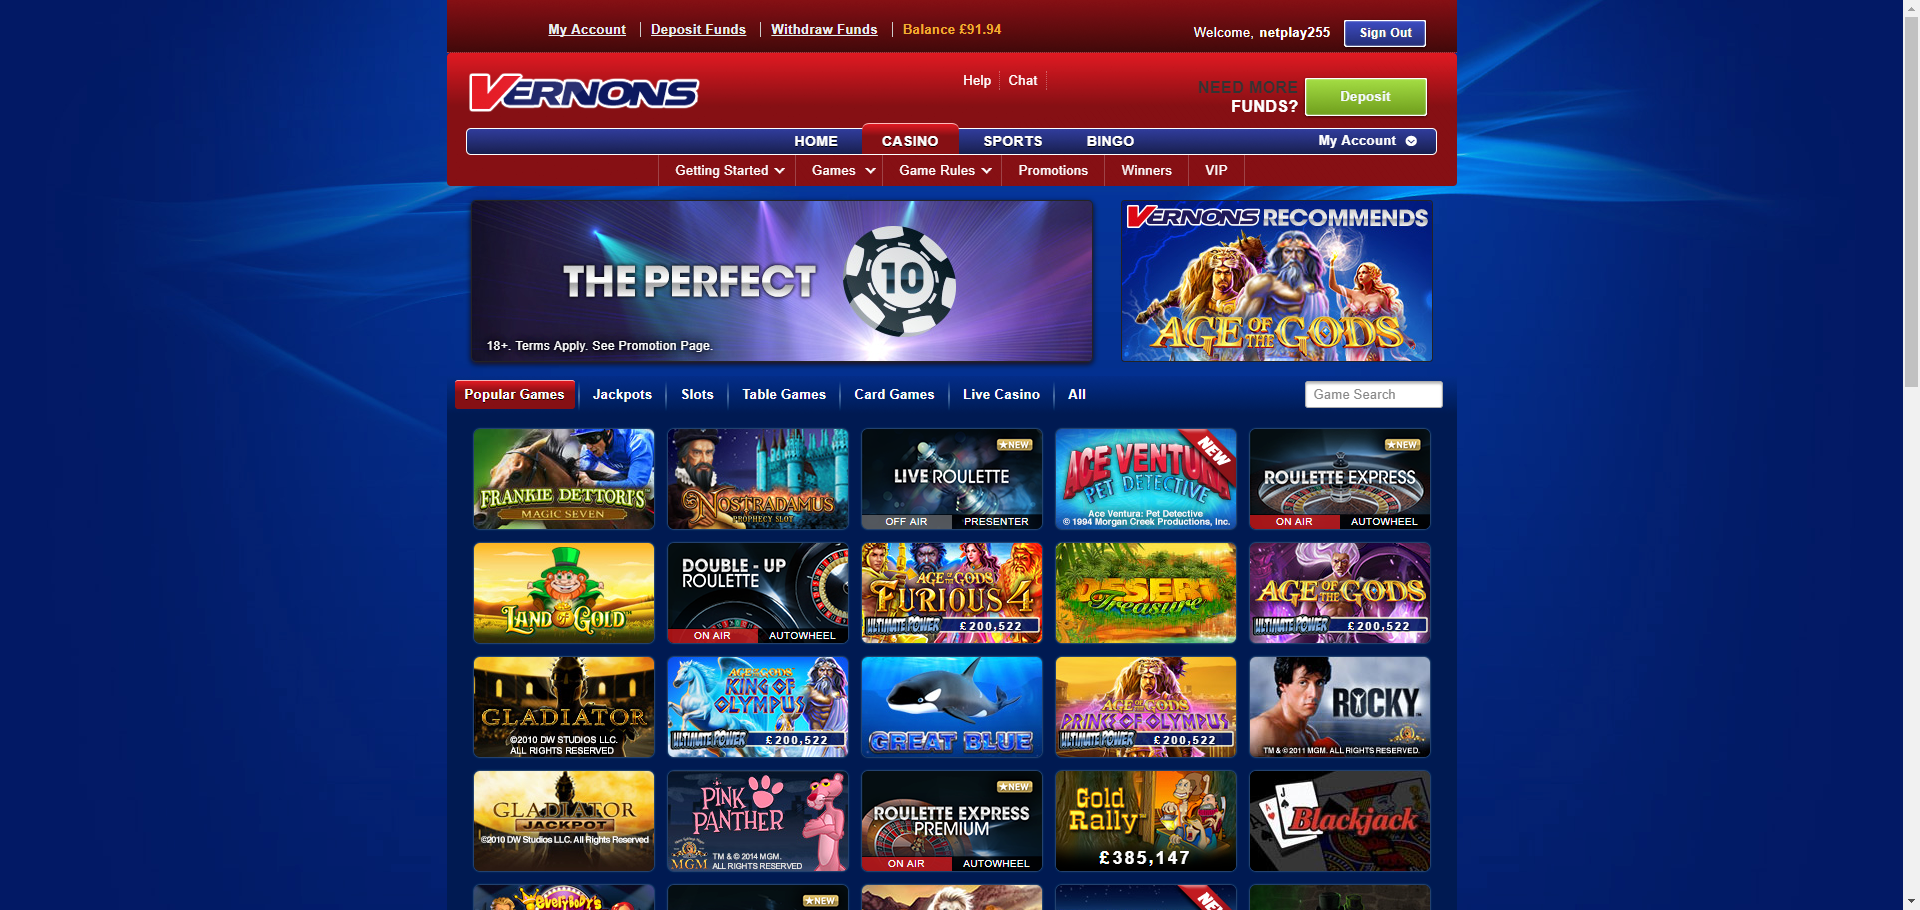 My Account
Deposit Funds
Withdraw Funds
Balance £91.94
Welcome, netplay255
Sign Out
VERNONS
Help
Chat
NEED MORE
FUNDS?
Deposit
HOME
CASINO
SPORTS
BINGO
My Account
Getting Started
Games
Game Rules
Promotions
Winners
VIP
THE PERFECT 10
18+. Terms Apply. See Promotion Page.
VERNONS RECOMMENDS
AGE OF THE GODS
Popular Games
Jackpots
Slots
Table Games
Card Games
Live Casino
All
Game Search
FRANKIE DETTORI'S™
MAGIC SEVEN
NOSTRADAMUS
PROPHECY SLOT
★NEW
LIVE ROULETTE
OFF AIR
PRESENTER
NEW
ACE VENTURA
PET DETECTIVE
Ace Ventura: Pet Detective
© 1994 Morgan Creek Productions, Inc.
★NEW
ROULETTE EXPRESS
ON AIR
AUTOWHEEL
LAND OF GOLD™
DOUBLE - UP
ROULETTE
ON AIR
AUTOWHEEL
AGE OF THE GODS
FURIOUS 4
ULTIMATE POWER £200,522
DESERT
Treasure
AGE OF THE GODS
ULTIMATE POWER £200,522
GLADIATOR
©2010 DW STUDIOS LLC.
ALL RIGHTS RESERVED
AGE OF THE GODS™
KING OF
OLYMPUS
ULTIMATE POWER £200,522
GREAT BLUE
AGE OF THE GODS
PRINCE OF OLYMPUS
ULTIMATE POWER £200,522
ROCKY™
TM & © 2011 MGM. ALL RIGHTS RESERVED.
GLADIATOR
JACKPOT
©2010 DW Studios LLC. All Rights Reserved
PINK
PANTHER
MGM
TM & © 2014 MGM.
ALL RIGHTS RESERVED
★NEW
ROULETTE EXPRESS
PREMIUM
ON AIR
AUTOWHEEL
Gold
Rally
£385,147
A
J
Blackjack
everybody's
★NEW
NEW